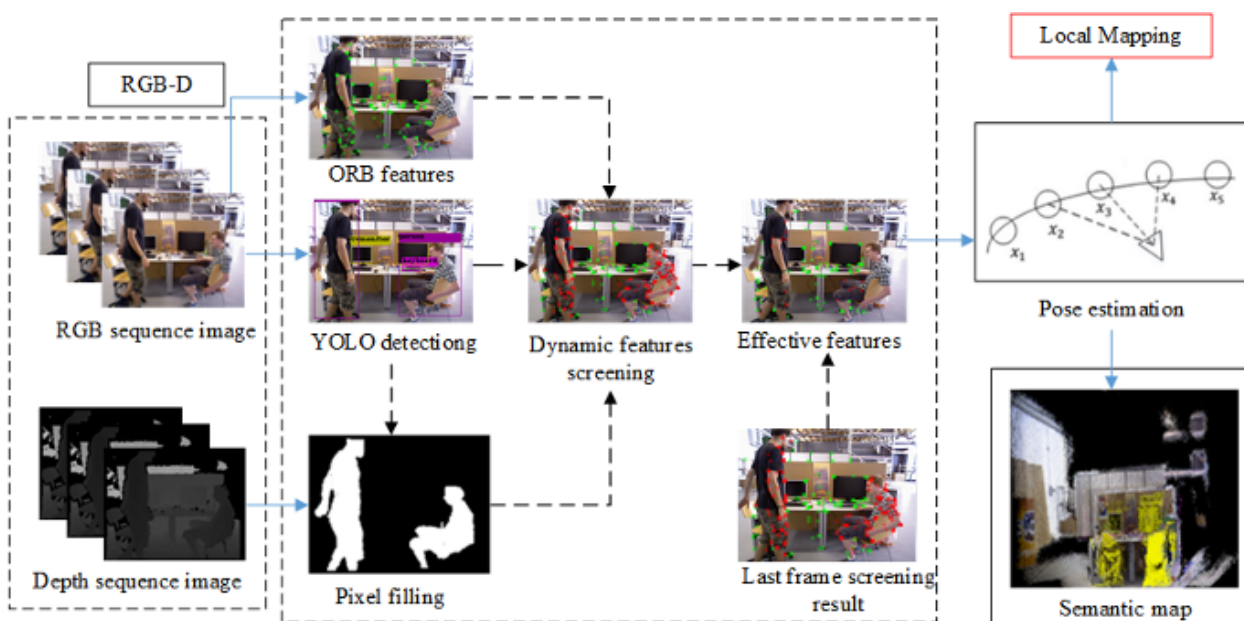 RGB-D
Local Mapping
ORB features
RGB sequence image
YOLO detectiong
Dynamic features
screening
Effective features
x1
x2
x3
x4
x5
Pose estimation
Depth sequence image
Pixel filling
Last frame screening
result
Semantic map